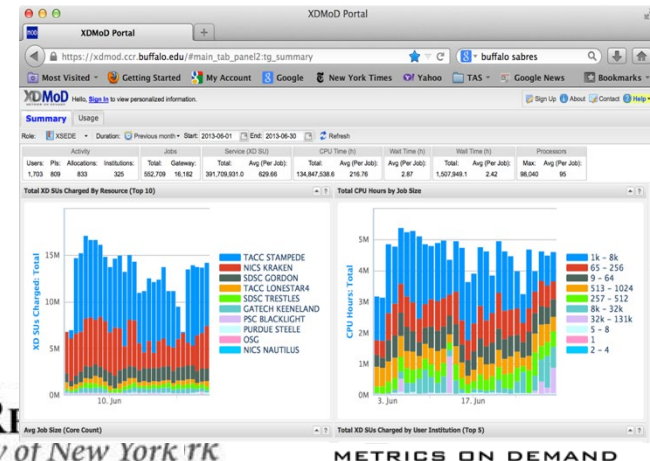 XDMoD Portal
XDMoD Portal
https://xdmod.ccr.buffalo.edu/#main_tab_panel2:tg_summary
buffalo sabres
Most Visited Getting Started My Account Google New York Times Yahoo TAS Google News Bookmarks
XDMoD Hello, Sign In to view personalized information. Sign Up About Contact Help
Summary Usage
Role: XSEDE Duration: Previous month Start: 2013-06-01 End: 2013-06-30 Refresh
Activity Jobs Service (XD SU) CPU Time (h) Wait Time (h) Wall Time (h) Processors
Users: PIs: Allocations: Institutions: Total: Gateway: Total: Avg (Per Job): Total: Avg (Per Job): Avg (Per Job): Total: Avg (Per Job): Max: Avg (Per Job):
1,703 809 833 325 552,709 16,182 391,709,931.0 629.66 134,847,538.6 216.76 2.87 1,507,949.1 2.42 98,040 95
Total XD SUs Charged By Resource (Top 10)
XD SUs Charged: Total
15M
10M
5M
0M
10. Jun
TACC STAMPEDE
NICS KRAKEN
SDSC GORDON
TACC LONESTAR4
SDSC TRESTLES
GATECH KEENELAND
PSC BLACKLIGHT
PURDUE STEELE
OSG
NICS NAUTILUS
Total CPU Hours by Job Size
CPU Hours: Total
5M
4M
3M
2M
1M
0M
3. Jun
17. Jun
1k - 8k
65 - 256
9 - 64
513 - 1024
257 - 512
8k - 32k
32k - 131k
5 - 8
1
2 - 4
Avg Job Size (Core Count)
Total XD SUs Charged by User Institution (Top 5)
of New York
METRICS ON DEMAND